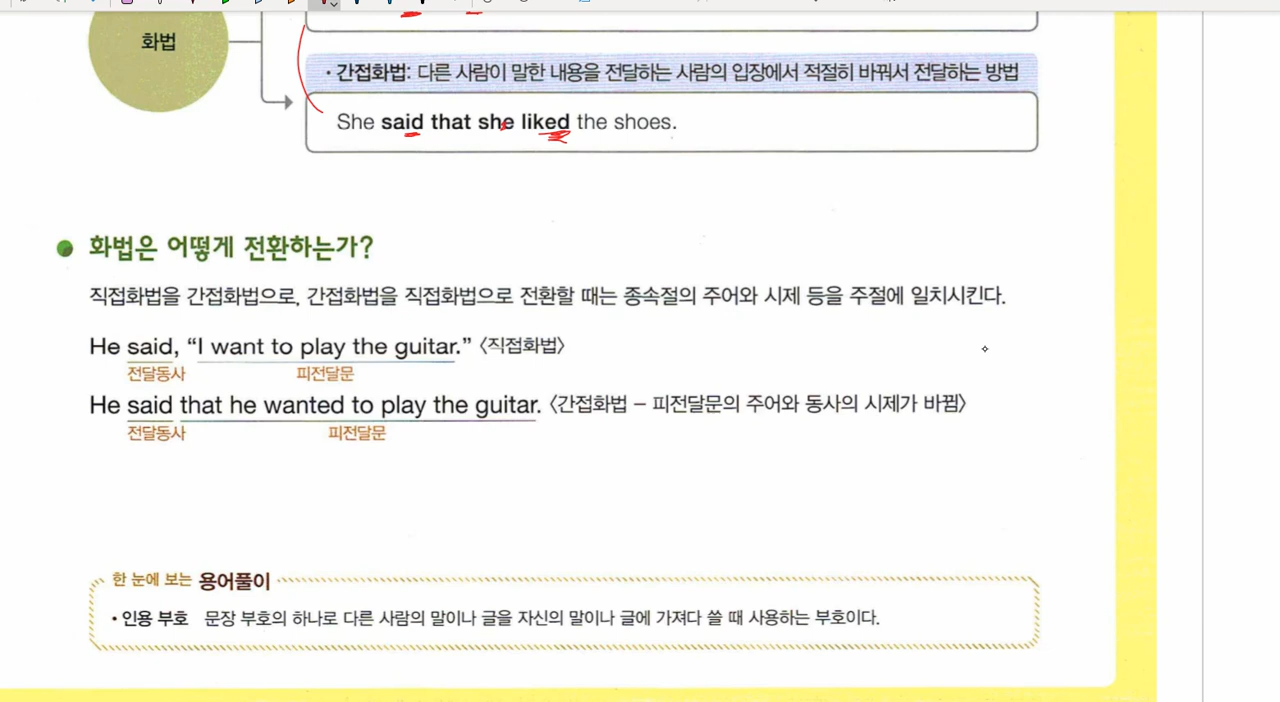 화법
• 간접화법: 다른 사람이 말한 내용을 전달하는 사람의 입장에서 적절히 바꿔서 전달하는 방법
She said that she liked the shoes.
화법은 어떻게 전환하는가?
직접화법을 간접화법으로, 간접화법을 직접화법으로 전환할 때는 종속절의 주어와 시제 등을 주절에 일치시킨다.
He said, “I want to play the guitar.” 〈직접화법〉
전달동사 피전달문
He said that he wanted to play the guitar. 〈간접화법 – 피전달문의 주어와 동사의 시제가 바뀜〉
전달동사 피전달문
한 눈에 보는 용어풀이
• 인용 부호 문장 부호의 하나로 다른 사람의 말이나 글을 자신의 말이나 글에 가져다 쓸 때 사용하는 부호이다.